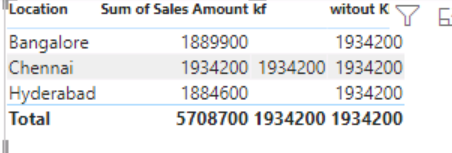 Location Sum of Sales Amount kf witout K
Bangalore 1889900 1934200
Chennai 1934200 1934200 1934200
Hyderabad 1884600 1934200
Total 5708700 1934200 1934200